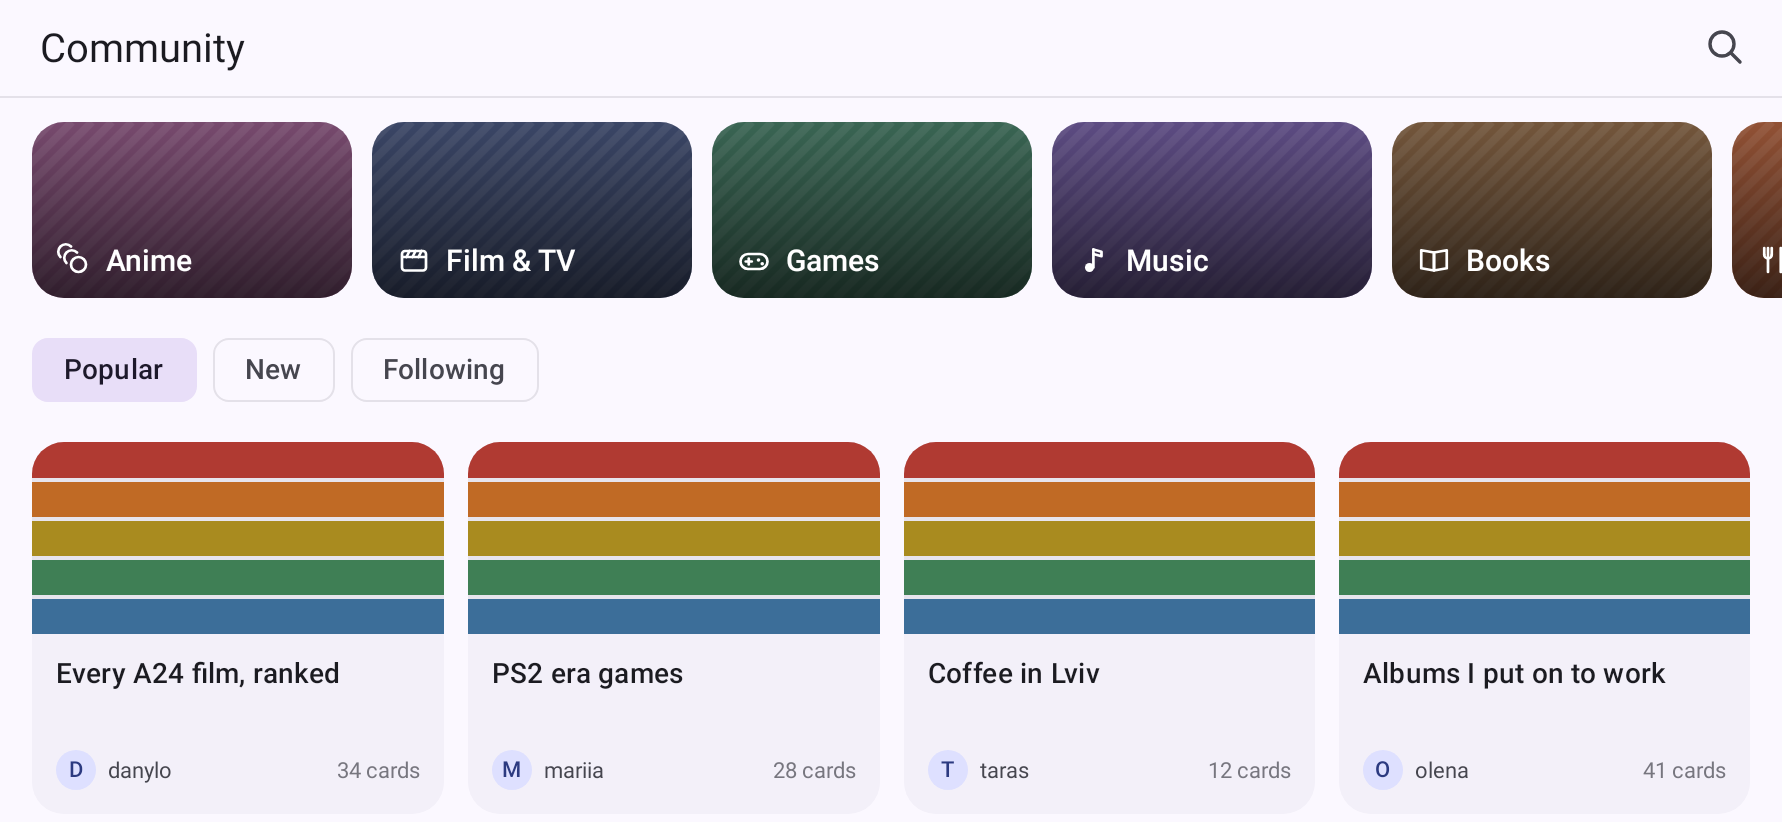 Community
Anime
Film & TV
Games
Music
Books
Popular
New
Following
Every A24 film, ranked
PS2 era games
Coffee in Lviv
Albums I put on to work
D danylo 34 cards
M mariia 28 cards
T taras 12 cards
O olena 41 cards